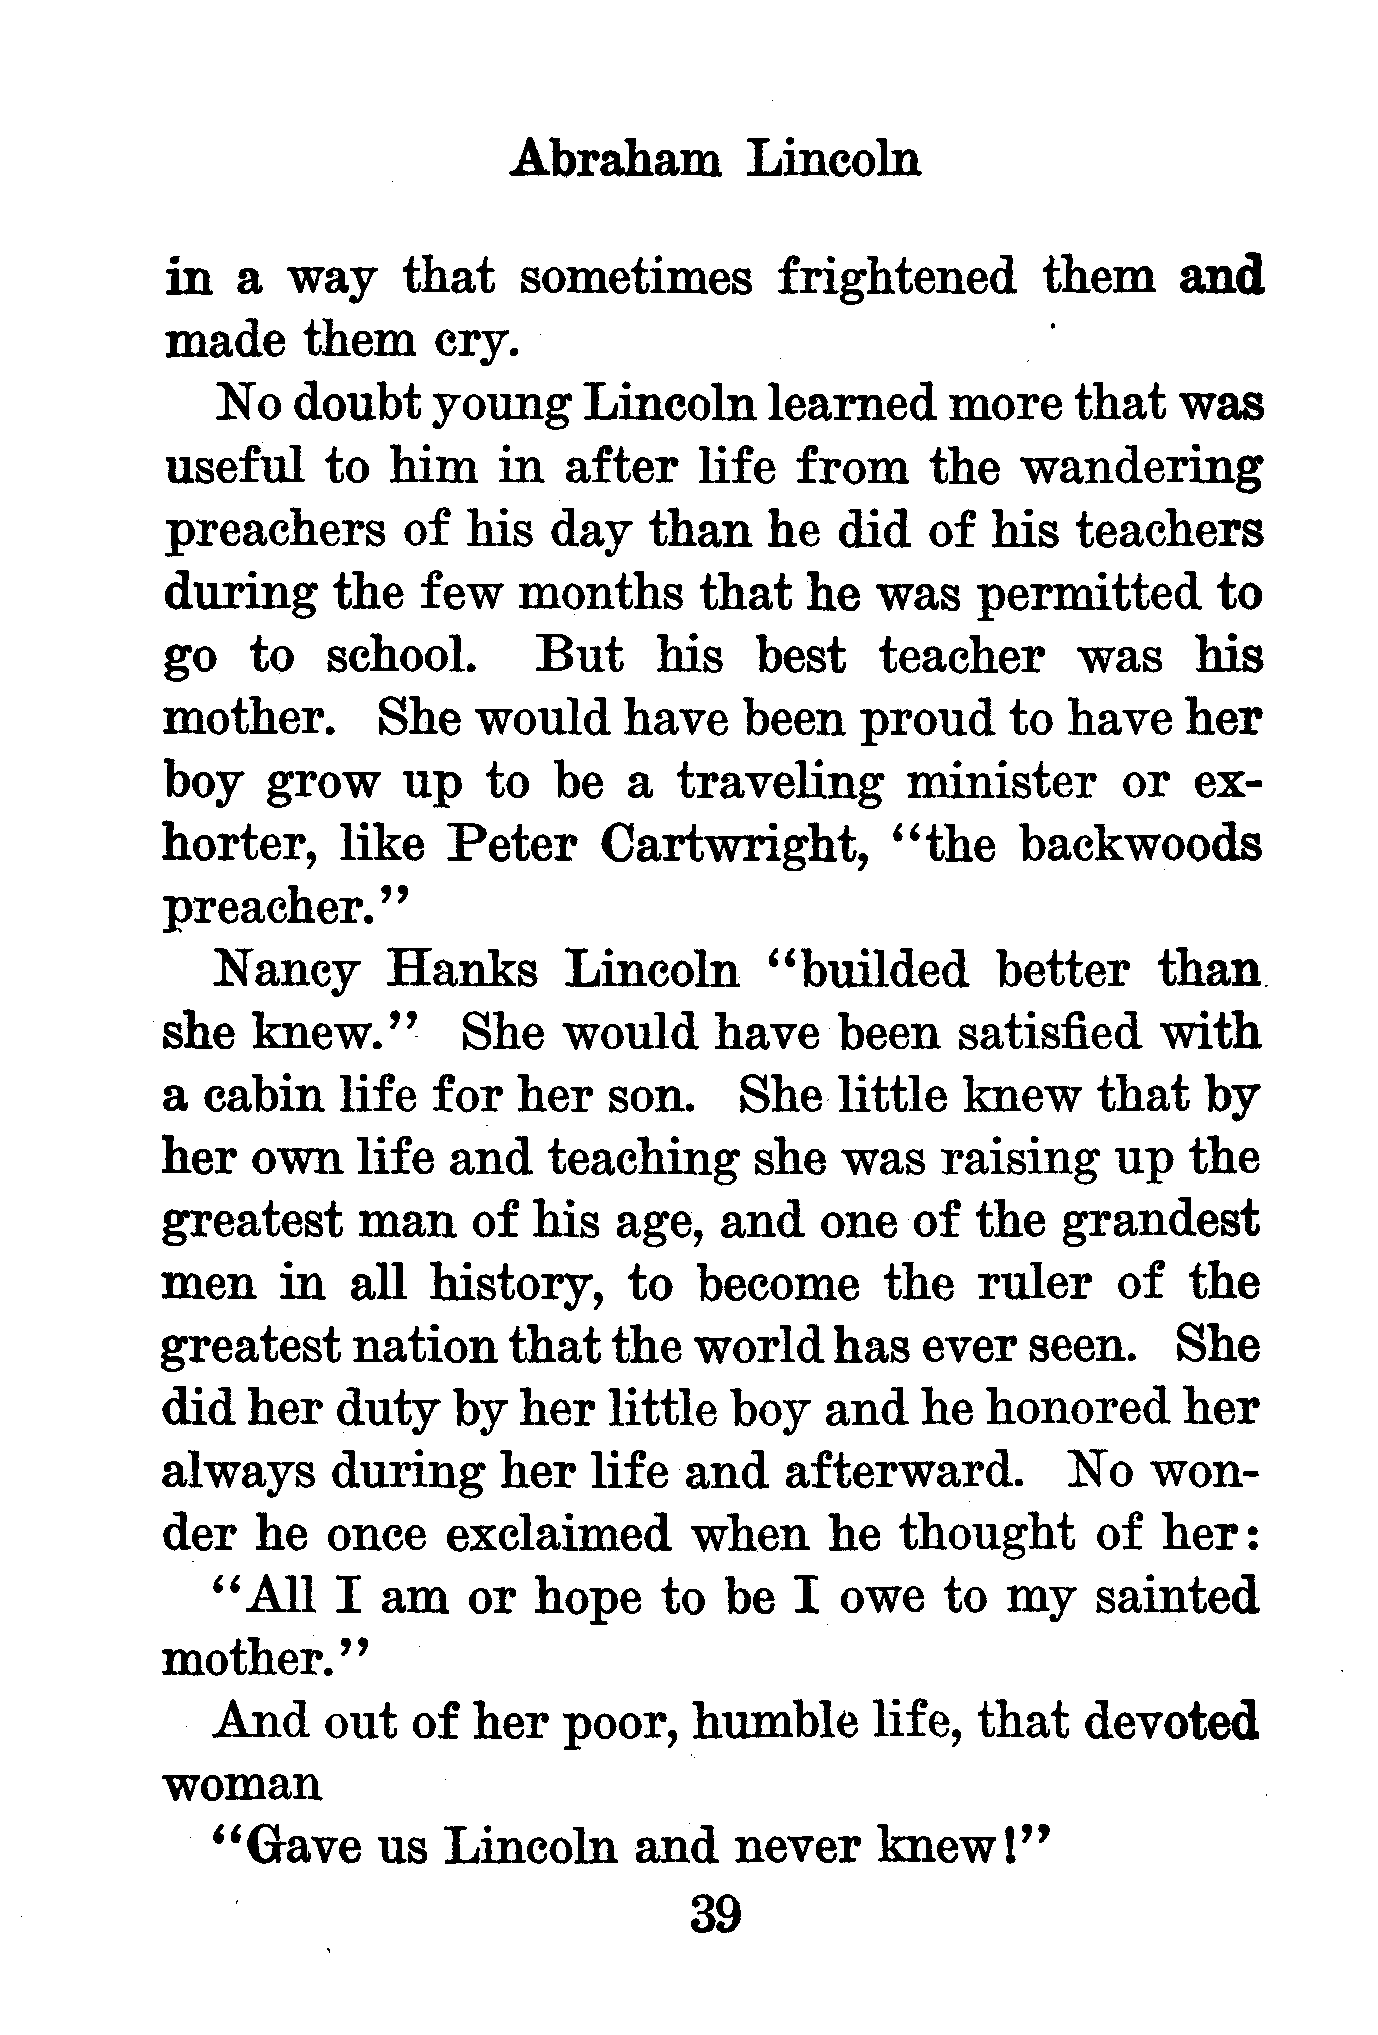 Abraham Lincoln
in a way that sometimes frightened them and
made them cry.
No doubt young Lincoln learned more that was
useful to him in after life from the wandering
preachers of his day than he did of his teachers
during the few months that he was permitted to
go to school. But his best teacher was his
mother. She would have been proud to have her
boy grow up to be a traveling minister or ex-
horter, like Peter Cartwright, "the backwoods
preacher."
Nancy Hanks Lincoln "builded better than
she knew." She would have been satisfied with
a cabin life for her son. She little knew that by
her own life and teaching she was raising up the
greatest man of his age, and one of the grandest
men in all history, to become the ruler of the
greatest nation that the world has ever seen. She
did her duty by her little boy and he honored her
always during her life and afterward. No won-
der he once exclaimed when he thought of her:
"All I am or hope to be I owe to my sainted
mother."
And out of her poor, humble life, that devoted
woman
"Gave us Lincoln and never knew!"
39